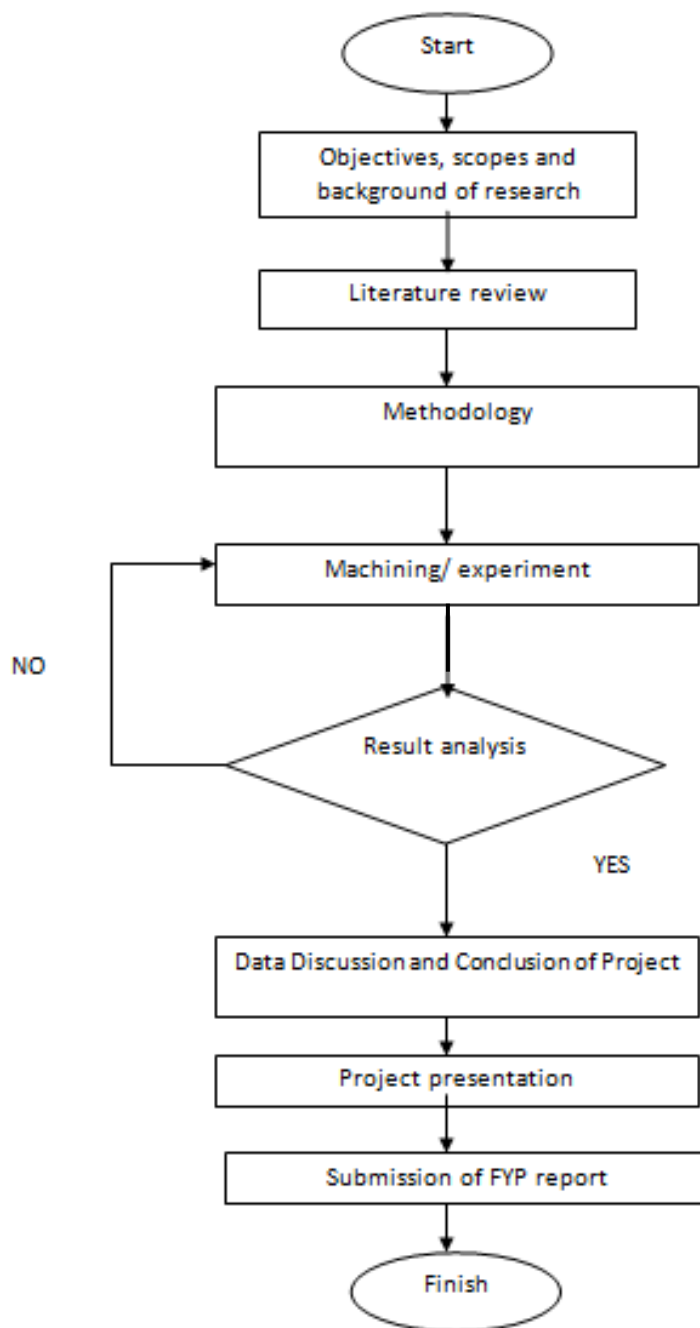 Start
Objectives, scopes and
background of research
Literature review
Methodology
Machining/ experiment
NO
Result analysis
YES
Data Discussion and Conclusion of Project
Project presentation
Submission of FYP report
Finish